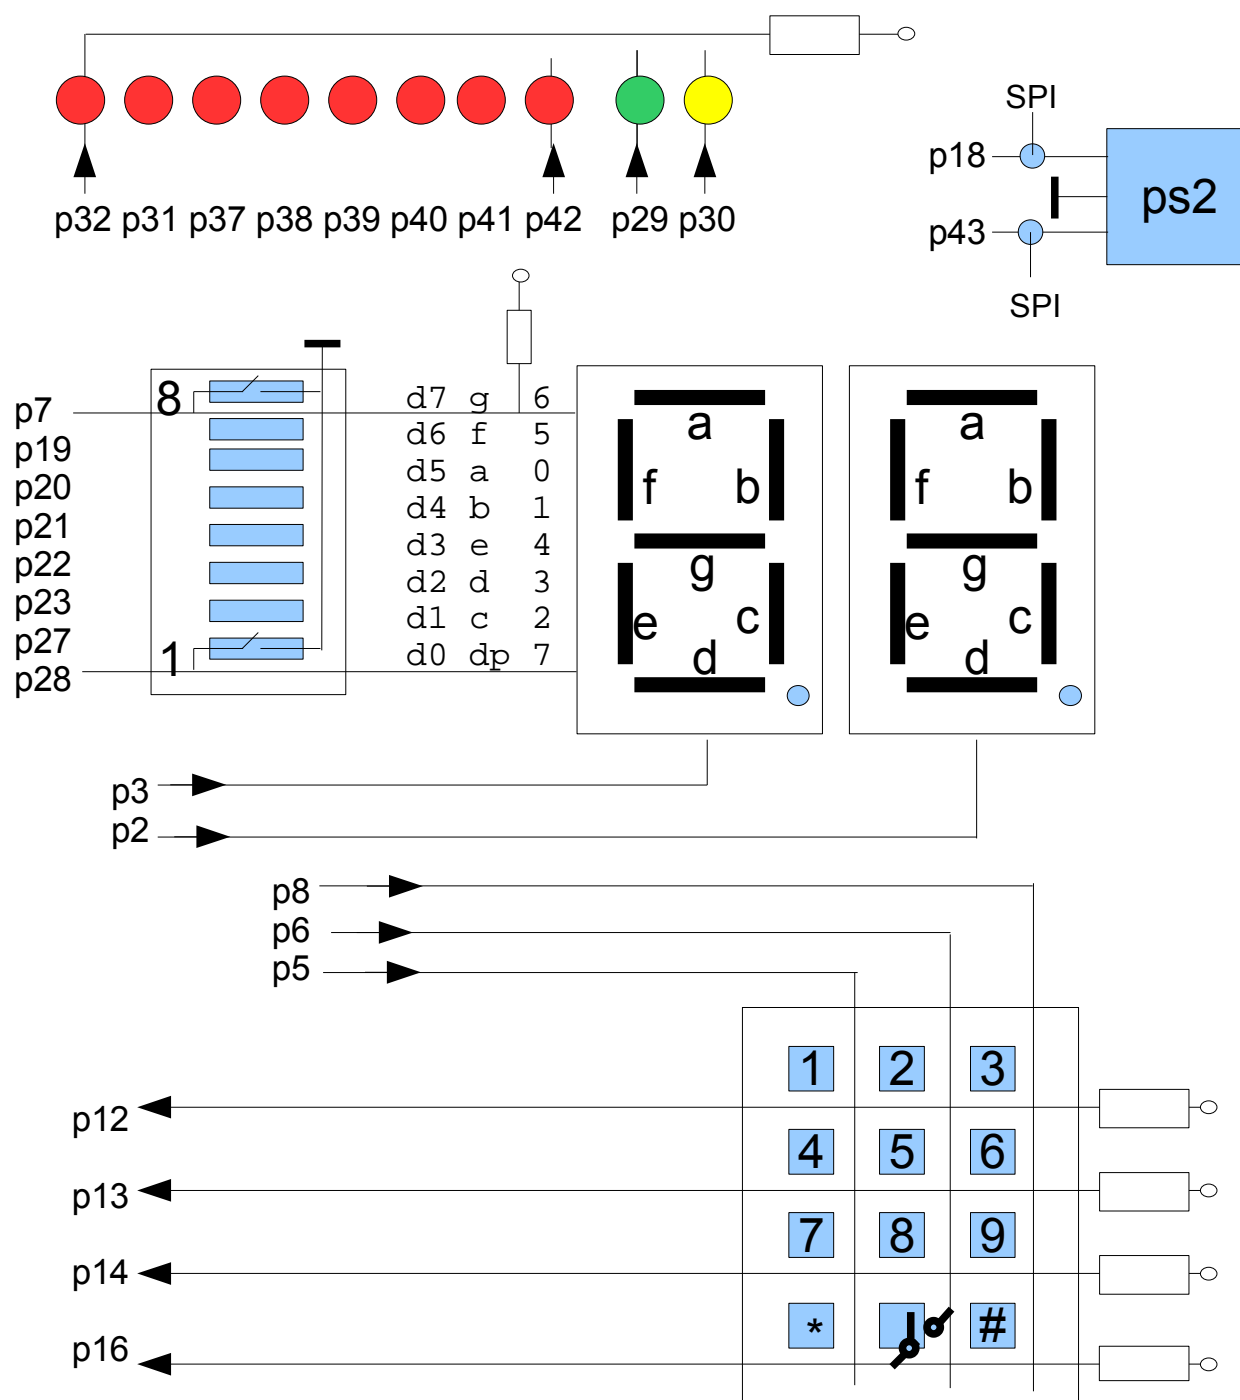 SPI
p18
ps2
p43
SPI
p32 p31 p37 p38 p39 p40 p41 p42 p29 p30
8
1
p7
p19
p20
p21
p22
p23
p27
p28
d7 g 6
d6 f 5
d5 a 0
d4 b 1
d3 e 4
d2 d 3
d1 c 2
d0 dp 7
a
f b
g
e c
d
a
f b
g
e c
d
p3
p2
p8
p6
p5
1 2 3
p12
4 5 6
p13
7 8 9
p14
* #
p16